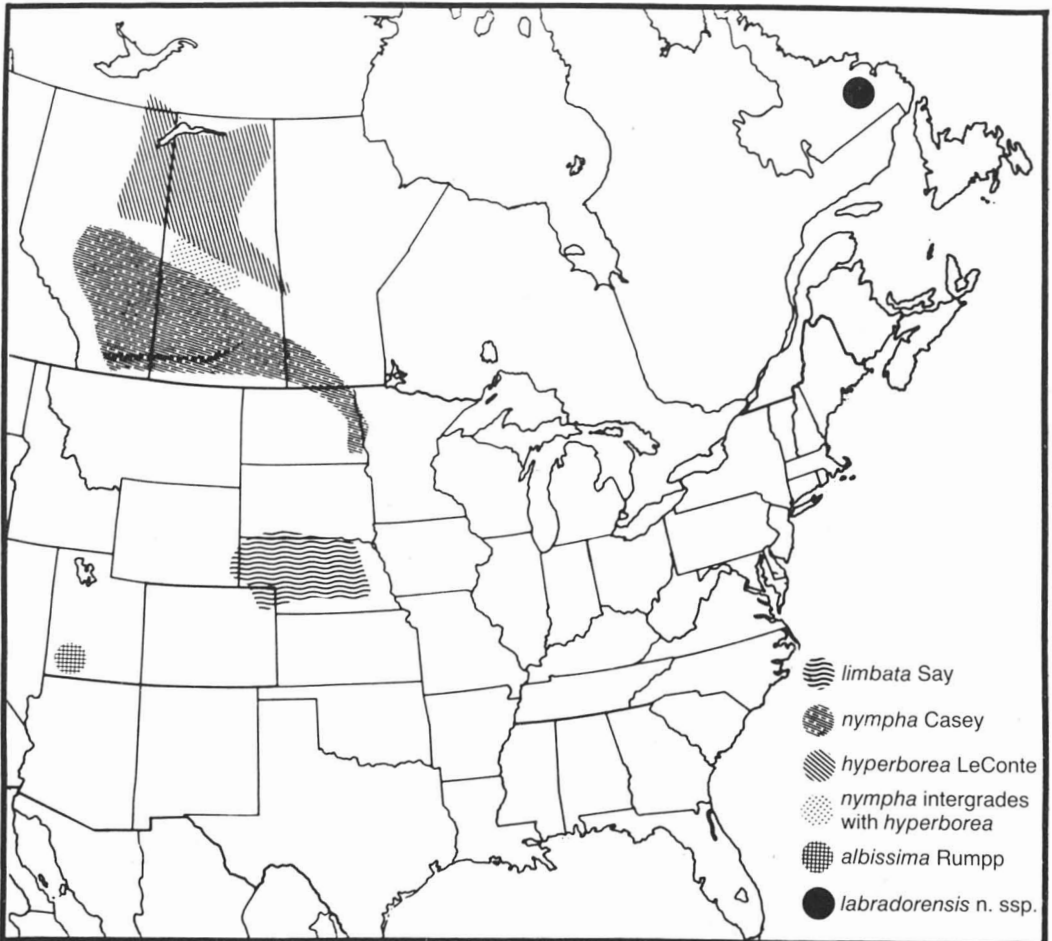 limbata Say
nympha Casey
hyperborea LeConte
nympha intergrades
with hyperborea
albissima Rumpp
labradorensis n. ssp.